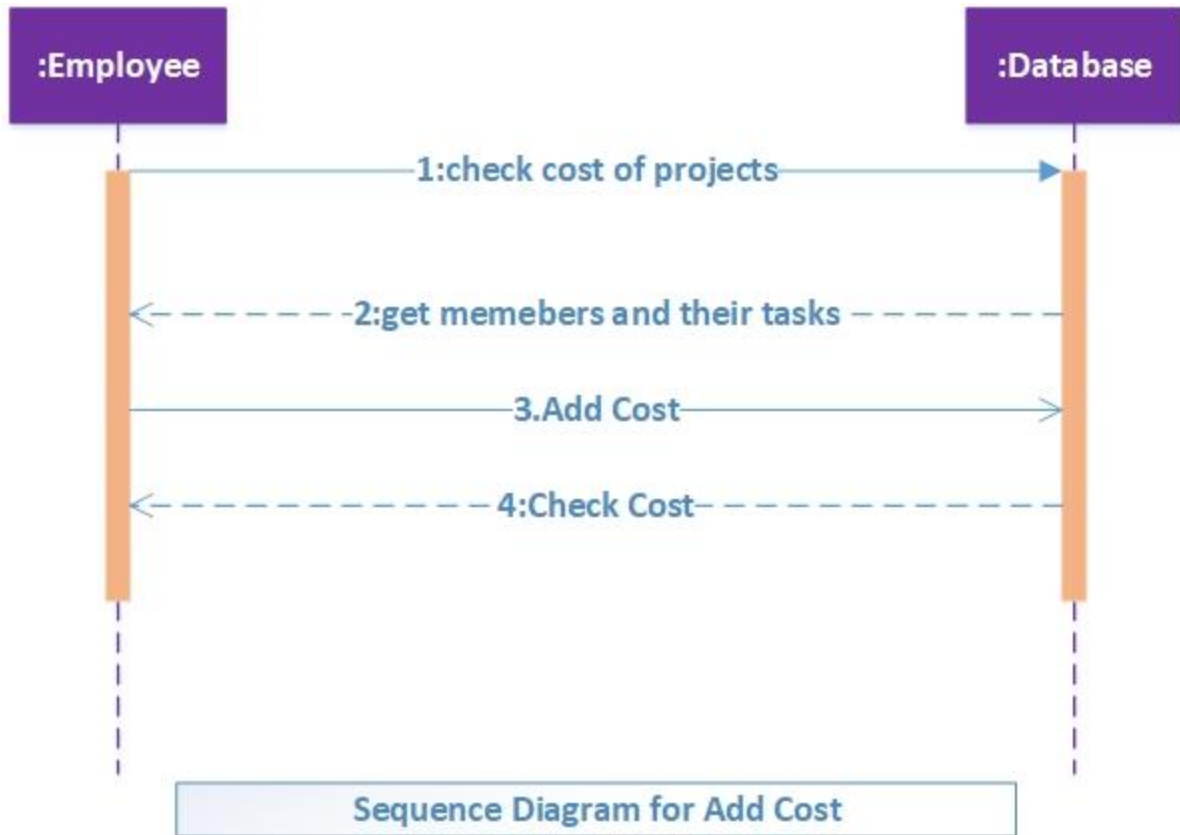 :Employee
:Database
1:check cost of projects
2:get memebers and their tasks
3.Add Cost
4:Check Cost
Sequence Diagram for Add Cost